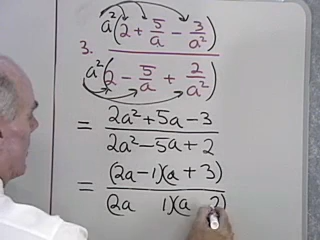 a²(2 + 5/a − 3/a²)
3.
a²(2 − 5/a + 2/a²)
= 2a² + 5a − 3
2a² − 5a + 2
= (2a − 1)(a + 3)
(2a 1)(a 2)